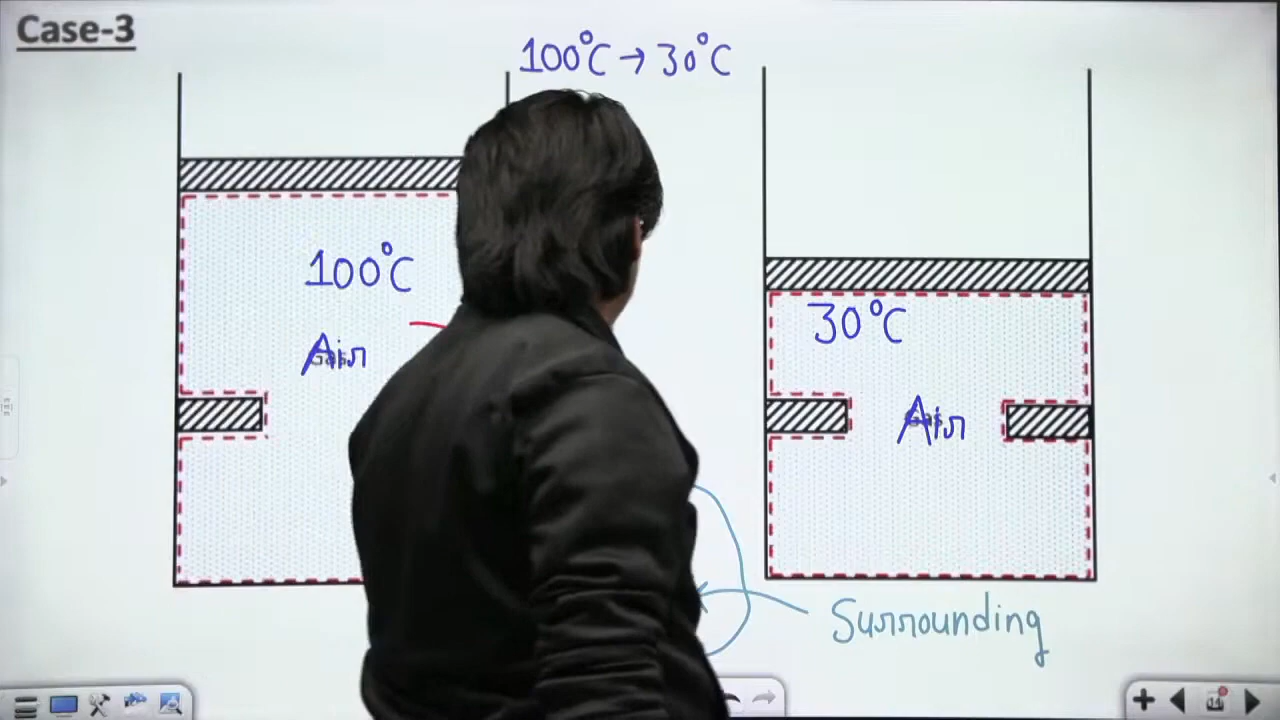 Case-3
100°C → 30°C
100°C
Air
30°C
Air
Surrounding